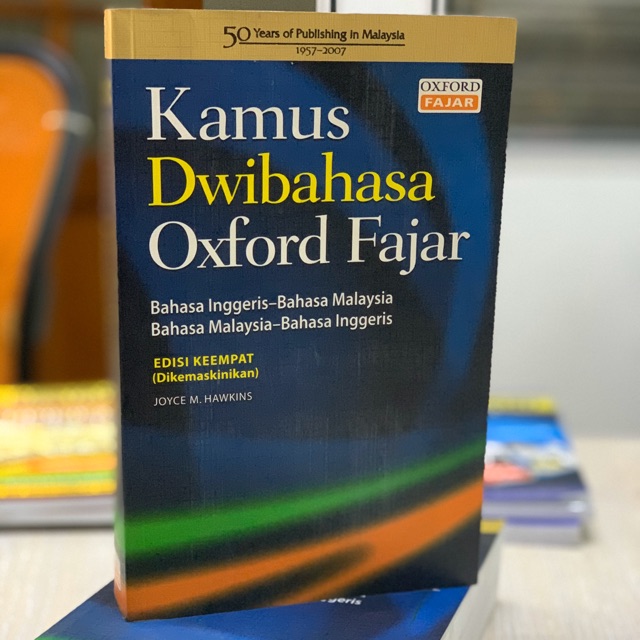 50 Years of Publishing in Malaysia
1957–2007
OXFORD
FAJAR
Kamus
Dwibahasa
Oxford Fajar
Bahasa Inggeris–Bahasa Malaysia
Bahasa Malaysia–Bahasa Inggeris
EDISI KEEMPAT
(Dikemaskinikan)
JOYCE M. HAWKINS